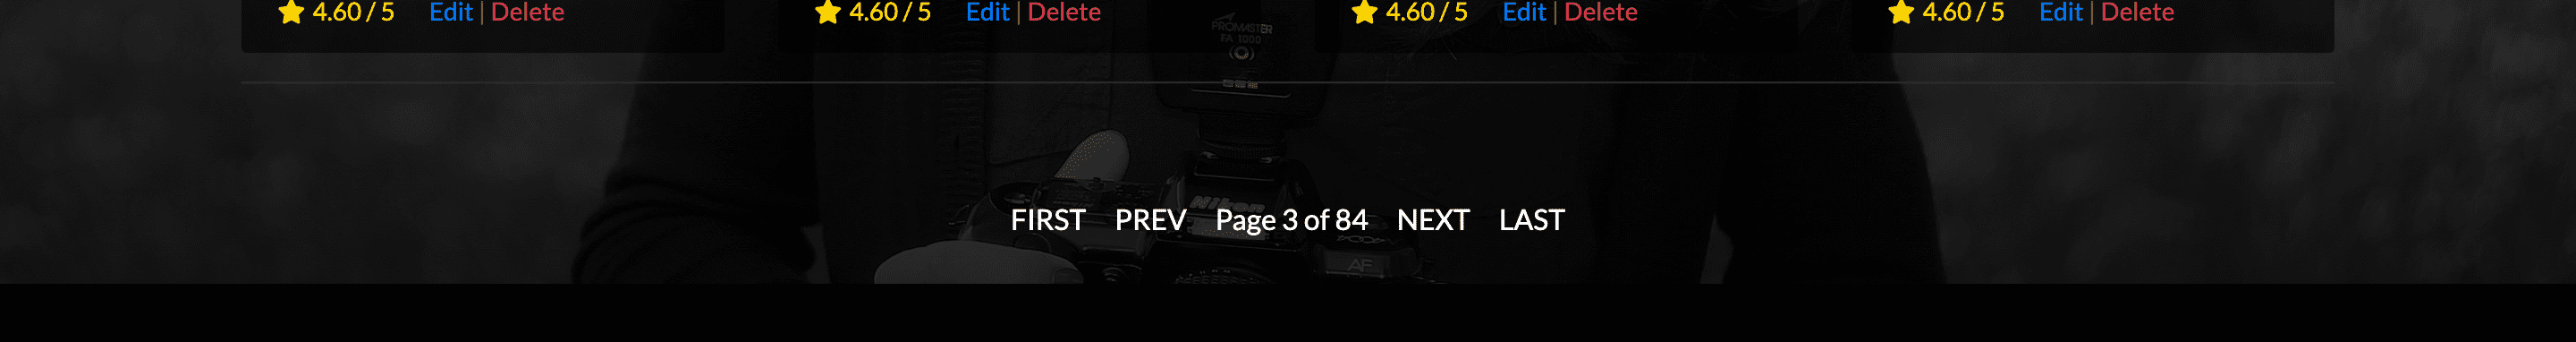 4.60 / 5 Edit | Delete 4.60 / 5 Edit | Delete 4.60 / 5 Edit | Delete 4.60 / 5 Edit | Delete
PROMASTER
FA 1000
Nikon
FIRST PREV Page 3 of 84 NEXT LAST
AF